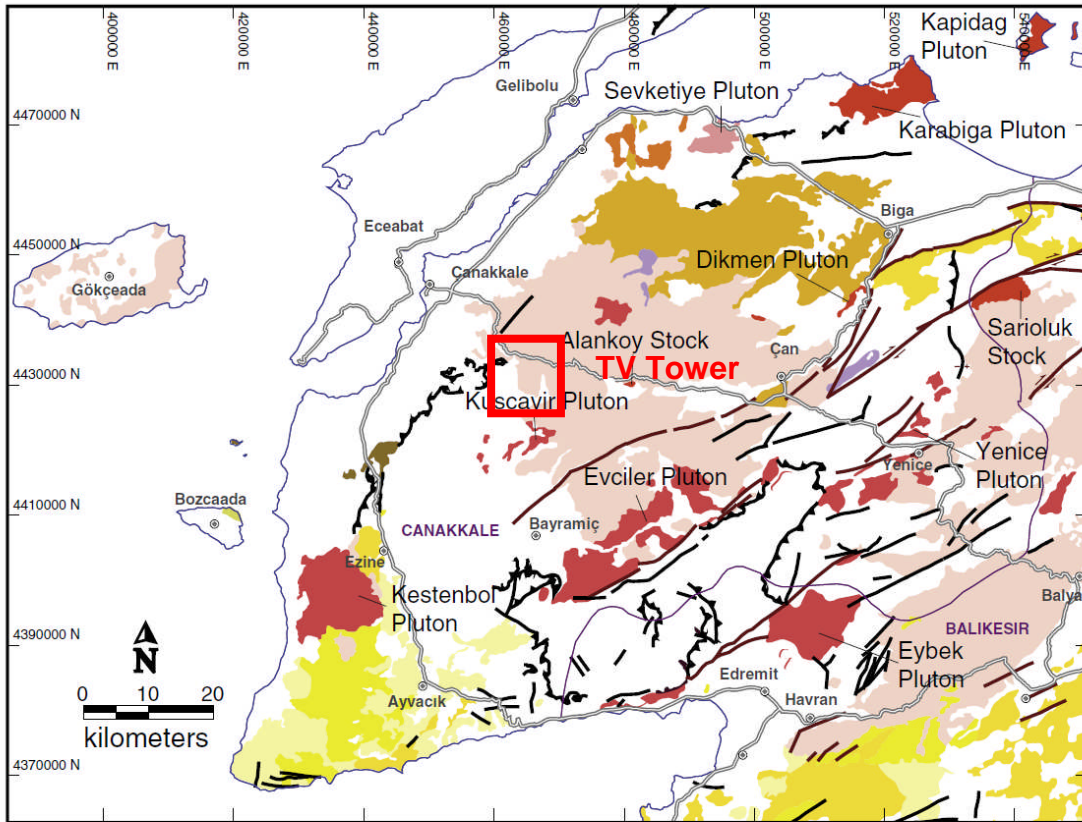 400000 E
420000 E
440000 E
460000 E
480000 E
500000 E
520000 E
540000 E
Kapidag
Pluton
Gelibolu
Sevketiye Pluton
4470000 N
Karabiga Pluton
Biga
Eceabat
4450000 N
Canakkale
Dikmen Pluton
Gökçeada
Sarioluk
Stock
Alankoy Stock
Çan
TV Tower
4430000 N
Kuscayir Pluton
Yenice
Pluton
Yenice
Evciler Pluton
Bozcaada
4410000 N
CANAKKALE
Bayramiç
Ezine
Kestenbol
Pluton
Balya
4390000 N
BALIKESIR
N
Eybek
Pluton
0 10 20
kilometers
Ayvacık
Edremit
Havran
4370000 N